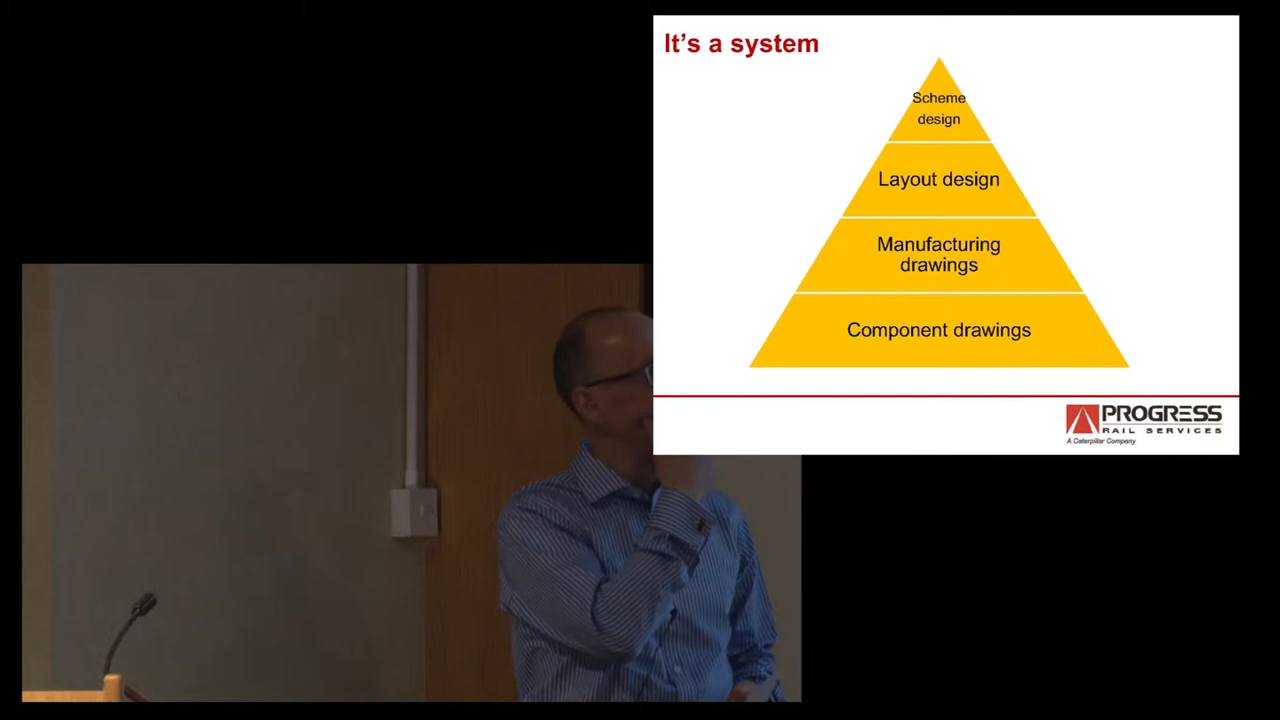 It's a system
Scheme
design
Layout design
Manufacturing
drawings
Component drawings
PROGRESS
RAIL SERVICES
A Caterpillar Company